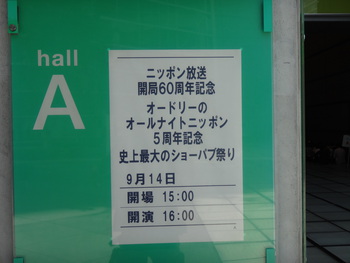 hall
A
ニッポン放送
開局60周年記念
オードリーの
オールナイトニッポン
5周年記念
史上最大のショーパブ祭り
9月14日
開場 15:00
開演 16:00